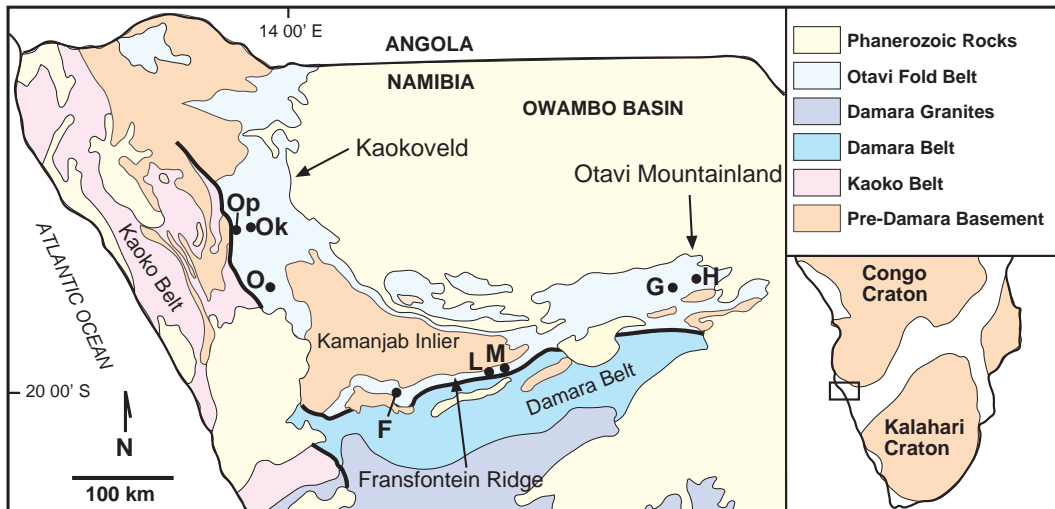 14 00' E
ANGOLA
NAMIBIA
OWAMBO BASIN
Kaokoveld
Otavi Mountainland
Op
Ok
O
G
H
Kaoko Belt
ATLANTIC OCEAN
Kamanjab Inlier
L
M
20 00' S
F
Damara Belt
N
Fransfontein Ridge
100 km
Phanerozoic Rocks
Otavi Fold Belt
Damara Granites
Damara Belt
Kaoko Belt
Pre-Damara Basement
Congo
Craton
Kalahari
Craton